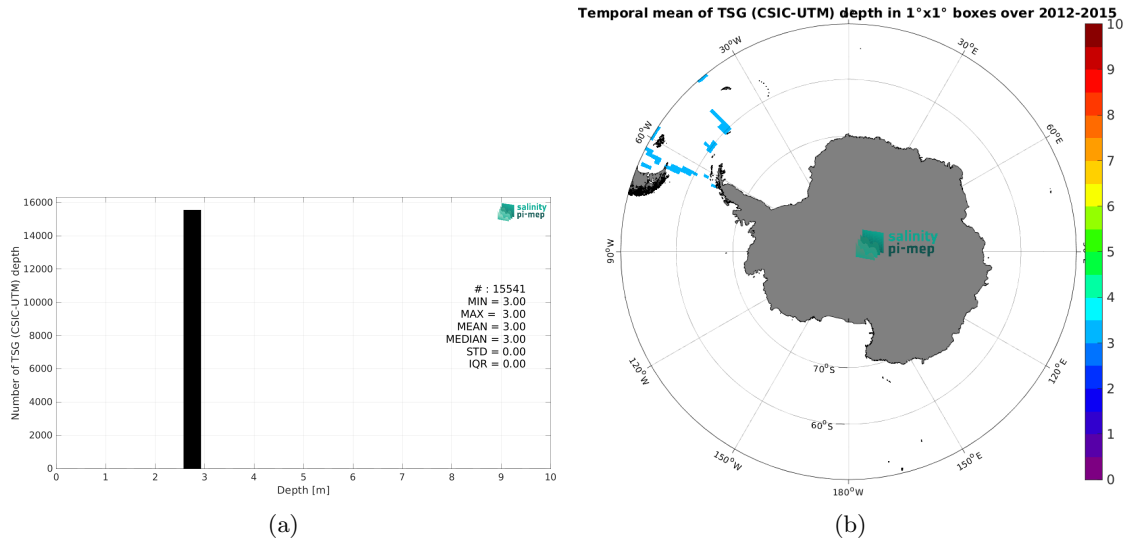 Temporal mean of TSG (CSIC-UTM) depth in 1°x1° boxes over 2012-2015
16000
14000
12000
10000
8000
6000
4000
2000
0
Number of TSG (CSIC-UTM) depth
salinity
pi-mep
# : 15541
MIN = 3.00
MAX = 3.00
MEAN = 3.00
MEDIAN = 3.00
STD = 0.00
IQR = 0.00
0 1 2 3 4 5 6 7 8 9 10
Depth [m]
(a)
0°
30°W
30°E
60°W
60°E
90°W
salinity
pi-mep
120°W
120°E
70°S
60°S
150°W
150°E
180°W
10
9
8
7
6
5
4
3
2
1
0
(b)